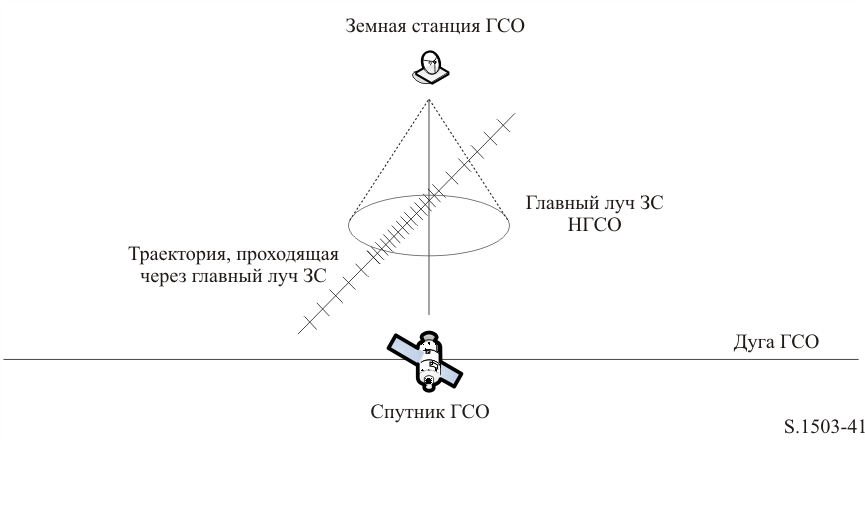 Земная станция ГСО
Главный луч ЗС
НГСО
Траектория, проходящая
через главный луч ЗС
Дуга ГСО
Спутник ГСО
S.1503-41